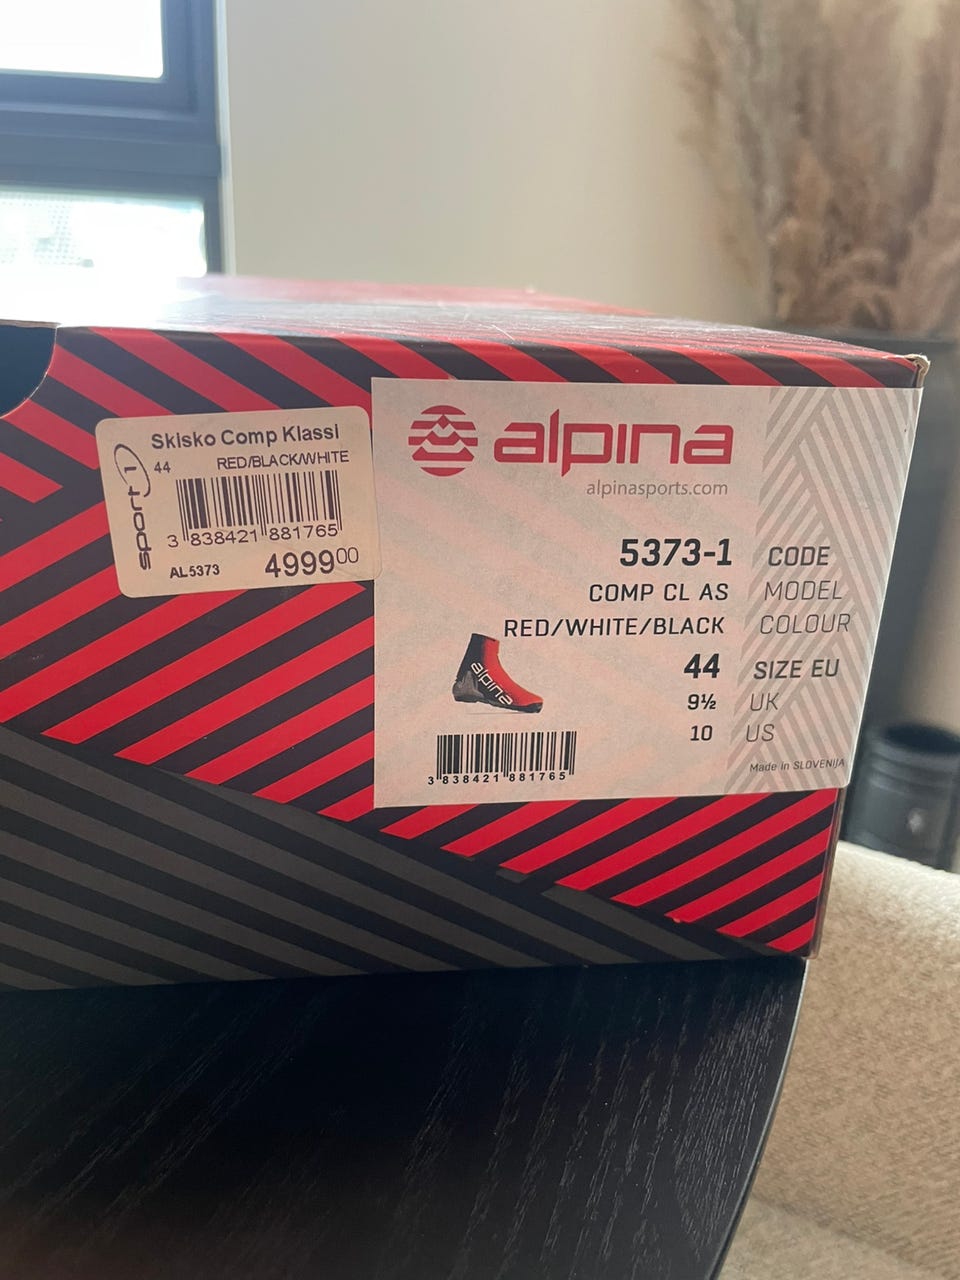 Skisko Comp Klassi
44 RED/BLACK/WHITE
sport 1
3 838421 881765
AL5373 499900
alpina
alpinasports.com
5373-1 CODE
COMP CL AS MODEL
RED/WHITE/BLACK COLOUR
44 SIZE EU
9½ UK
10 US
alpina
3 838421 881765
Made in SLOVENIJA